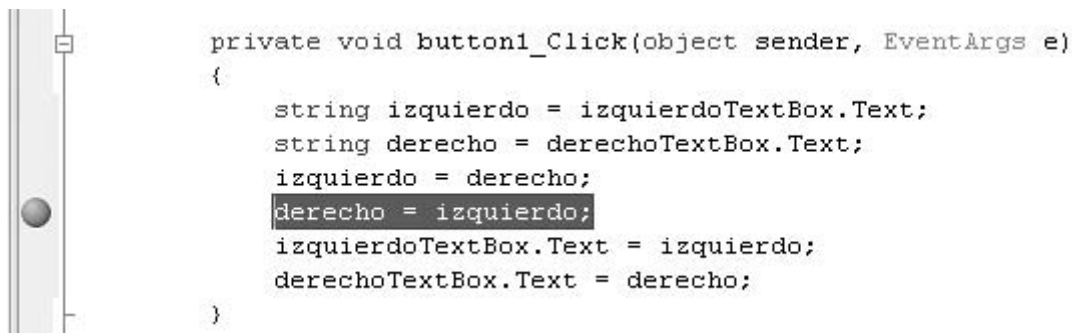 private void button1_Click(object sender, EventArgs e)
{
string izquierdo = izquierdoTextBox.Text;
string derecho = derechoTextBox.Text;
izquierdo = derecho;
derecho = izquierdo;
izquierdoTextBox.Text = izquierdo;
derechoTextBox.Text = derecho;
}